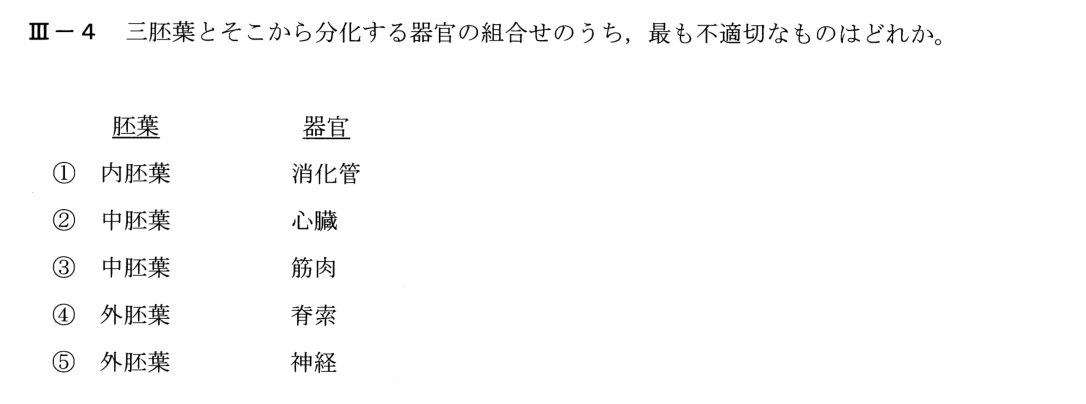 Ⅲ－4 三胚葉とそこから分化する器官の組合せのうち，最も不適切なものはどれか。
胚葉 器官
① 内胚葉 消化管
② 中胚葉 心臓
③ 中胚葉 筋肉
④ 外胚葉 脊索
⑤ 外胚葉 神経